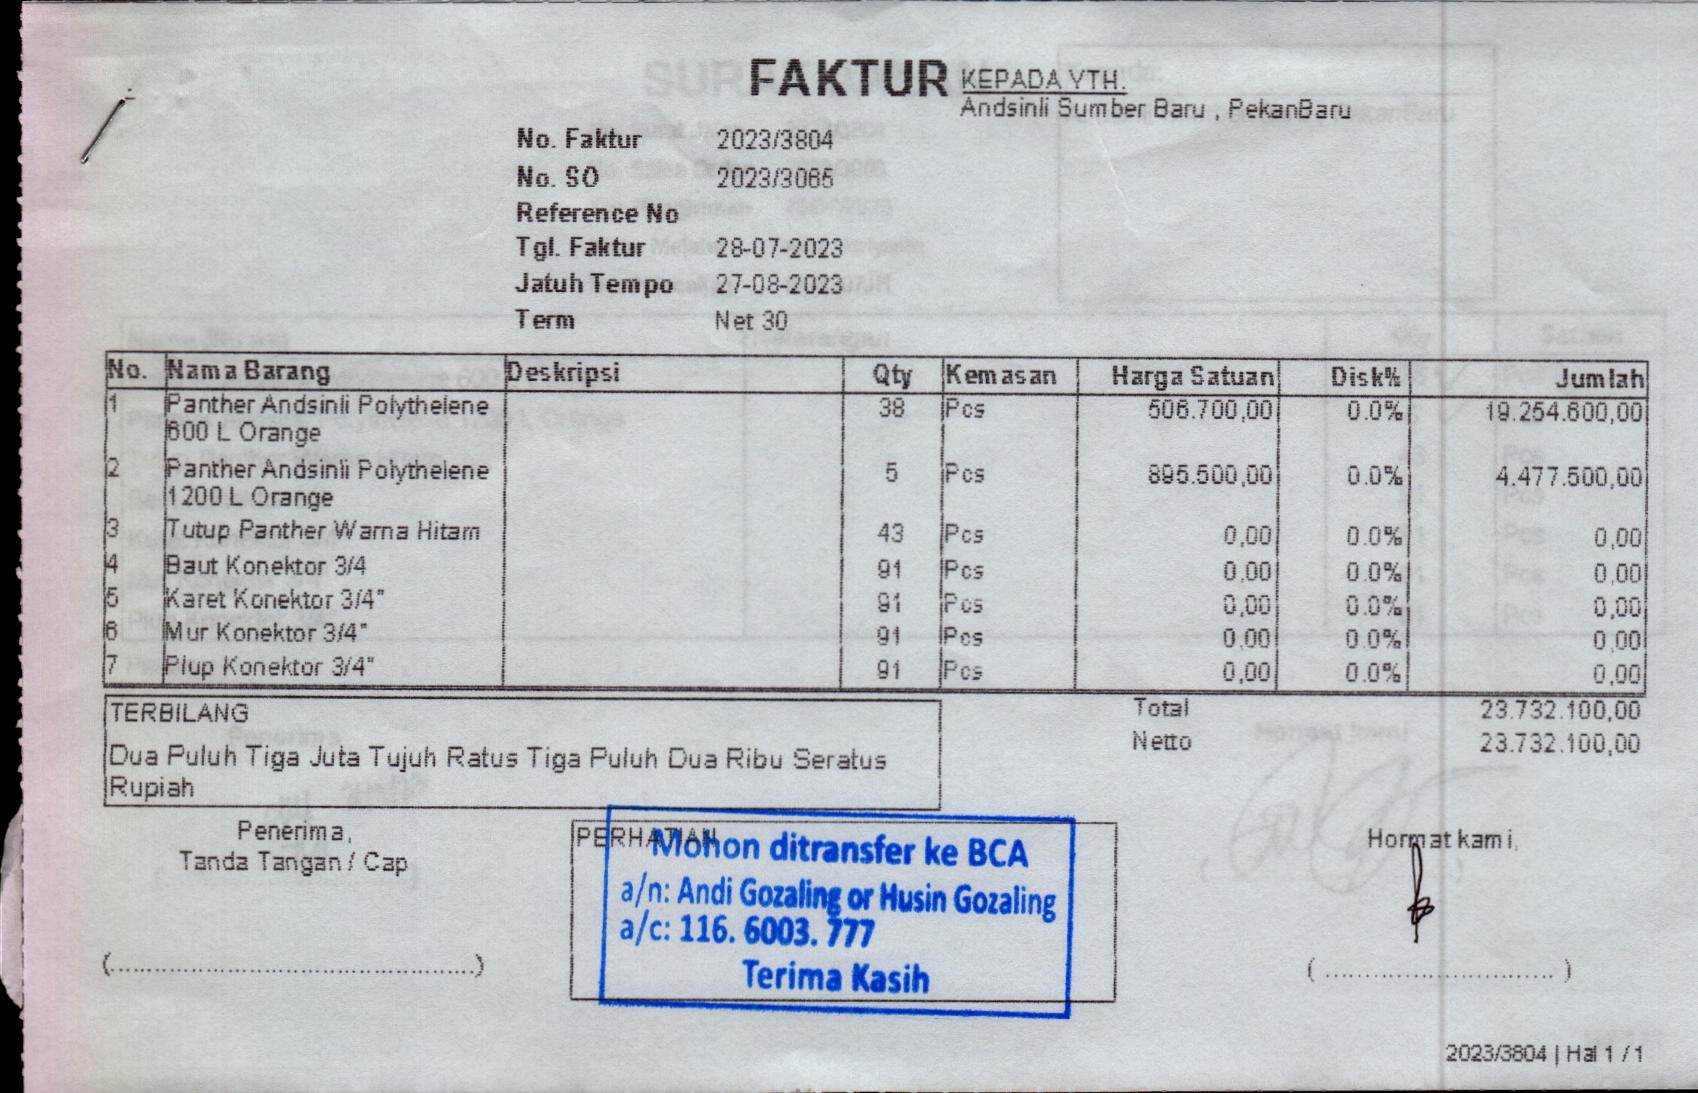 FAKTUR
KEPADA YTH.
Andsinli Sumber Baru , PekanBaru
No. Faktur 2023/3804
No. SO 2023/3065
Reference No
Tgl. Faktur 28-07-2023
Jatuh Tempo 27-08-2023
Term Net 30
No. Nama Barang Deskripsi Qty Kemasan Harga Satuan Disk% Jumlah
1 Panther Andsinli Polythelene 38 Pcs 506.700,00 0.0% 19.254.600,00
600 L Orange
2 Panther Andsinli Polythelene 5 Pcs 895.500,00 0.0% 4.477.500,00
1200 L Orange
3 Tutup Panther Warna Hitam 43 Pcs 0,00 0.0% 0,00
4 Baut Konektor 3/4 91 Pcs 0,00 0.0% 0,00
5 Karet Konektor 3/4" 91 Pcs 0,00 0.0% 0,00
6 Mur Konektor 3/4" 91 Pcs 0,00 0.0% 0,00
7 Plup Konektor 3/4" 91 Pcs 0,00 0.0% 0,00
Total 23.732.100,00
Netto 23.732.100,00
TERBILANG
Dua Puluh Tiga Juta Tujuh Ratus Tiga Puluh Dua Ribu Seratus
Rupiah
Penerima,
Tanda Tangan / Cap
(..............................................)
PERHATIAN
Mohon ditransfer ke BCA
a/n: Andi Gozaling or Husin Gozaling
a/c: 116. 6003. 777
Terima Kasih
Hormat kami,
( ............................. )
2023/3804 | Hal 1 / 1